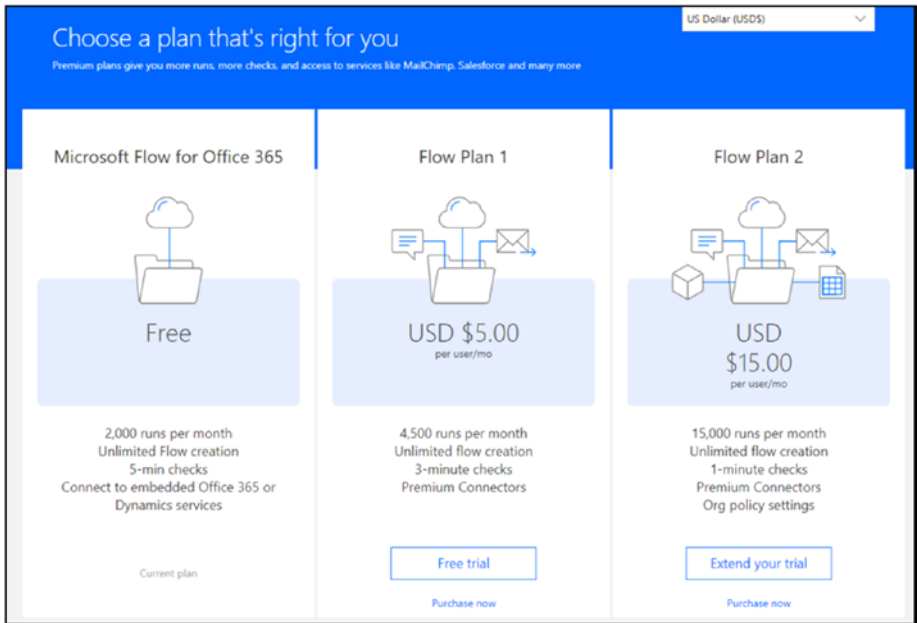 US Dollar (USD$)
Choose a plan that's right for you
Premium plans give you more runs, more checks, and access to services like MailChimp, Salesforce and many more
Microsoft Flow for Office 365
Free
2,000 runs per month
Unlimited Flow creation
5-min checks
Connect to embedded Office 365 or
Dynamics services
Current plan
Flow Plan 1
USD $5.00
per user/mo
4,500 runs per month
Unlimited flow creation
3-minute checks
Premium Connectors
Free trial
Purchase now
Flow Plan 2
USD
$15.00
per user/mo
15,000 runs per month
Unlimited flow creation
1-minute checks
Premium Connectors
Org policy settings
Extend your trial
Purchase now